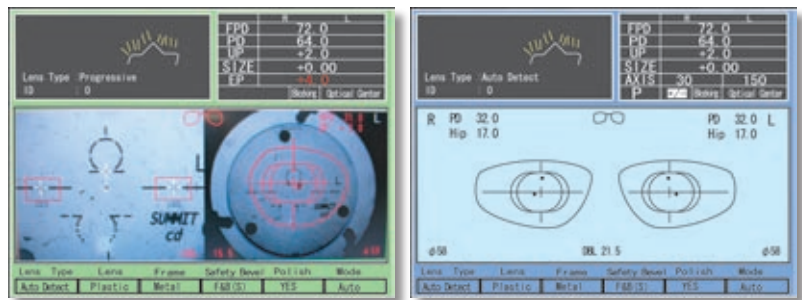 R L
FPD 72.0
PD 64.0
UP +2.0
SIZE +0.00
EP
Lens Type :Progressive
ID : 0
Blocking Optical Center
L
L
SUMMIT
cd
15.5
φ58
Lens Type Lens Frame Safety Bevel Polish Mode
Auto Detect Plastic Metal F&B(S) YES Auto
R L
FPD 72.0
PD 64.0
UP +2.0
SIZE +0.00
AXIS 30 150
P
Lens Type :Auto Detect
ID : 0
Blocking Optical Center
R PD 32.0 PD 32.0 L
Hip 17.0 Hip 17.0
φ58 DBL 21.5 φ58
Lens Type Lens Frame Safety Bevel Polish Mode
Auto Detect Plastic Metal F&B(S) YES Auto